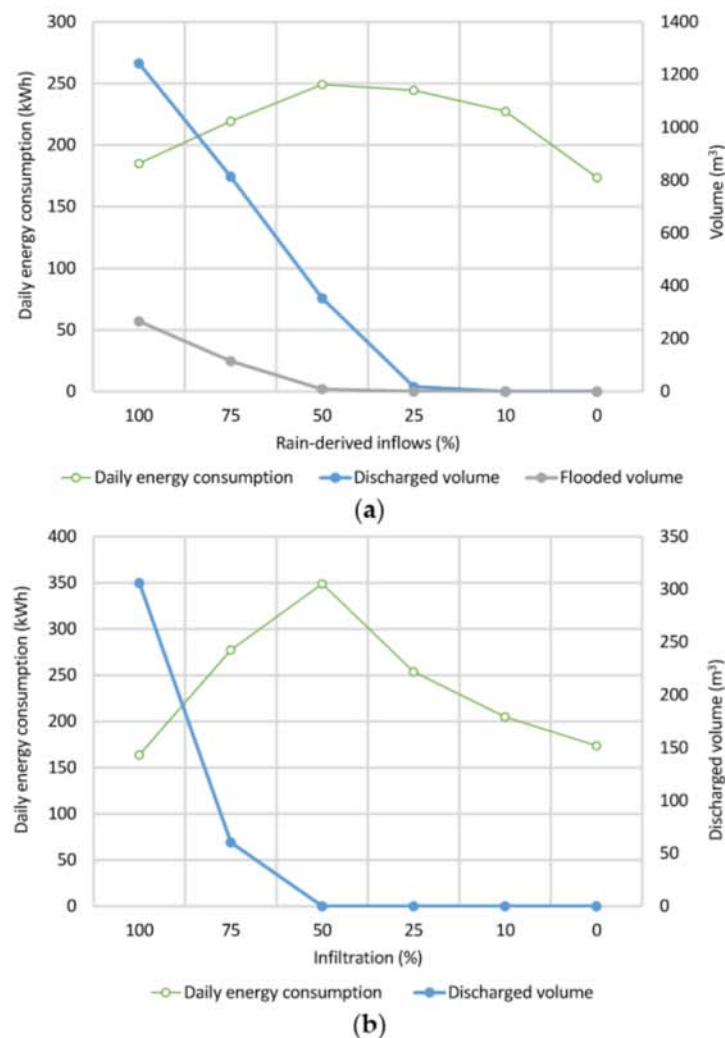 300
250
200
150
100
50
0
Daily energy consumption (kWh)
1400
1200
1000
800
600
400
200
0
Volume (m³)
100 75 50 25 10 0
Rain-derived inflows (%)
Daily energy consumption Discharged volume Flooded volume
(a)
400
350
300
250
200
150
100
50
0
Daily energy consumption (kWh)
350
300
250
200
150
100
50
0
Discharged volume (m³)
100 75 50 25 10 0
Infiltration (%)
Daily energy consumption Discharged volume
(b)